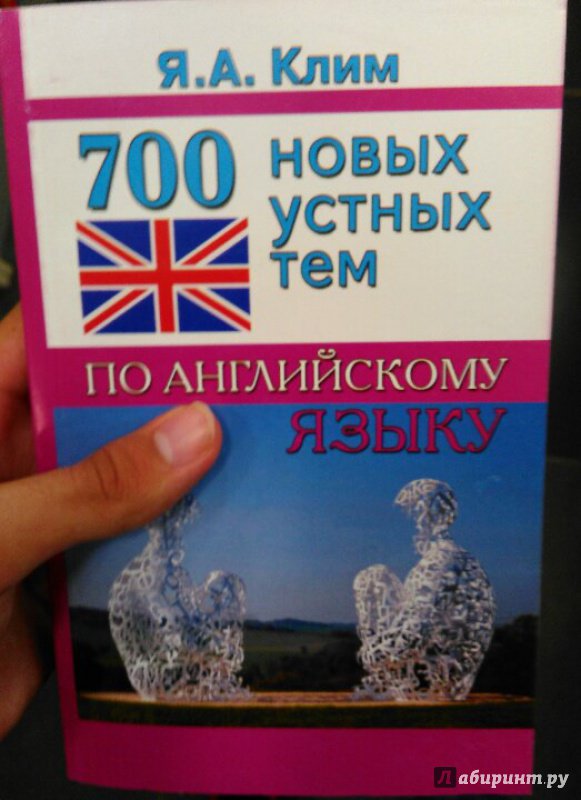 Я.А. Клим
700
новых
устных
тем
ПО АНГЛИЙСКОМУ
ЯЗЫКУ
Лабиринт.ру